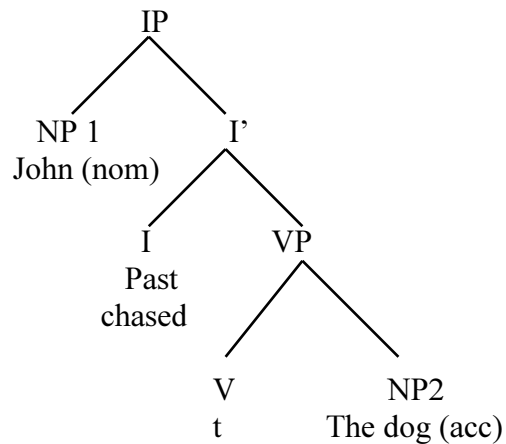 IP
NP 1 I’
John (nom)
I VP
Past
chased
V NP2
t The dog (acc)